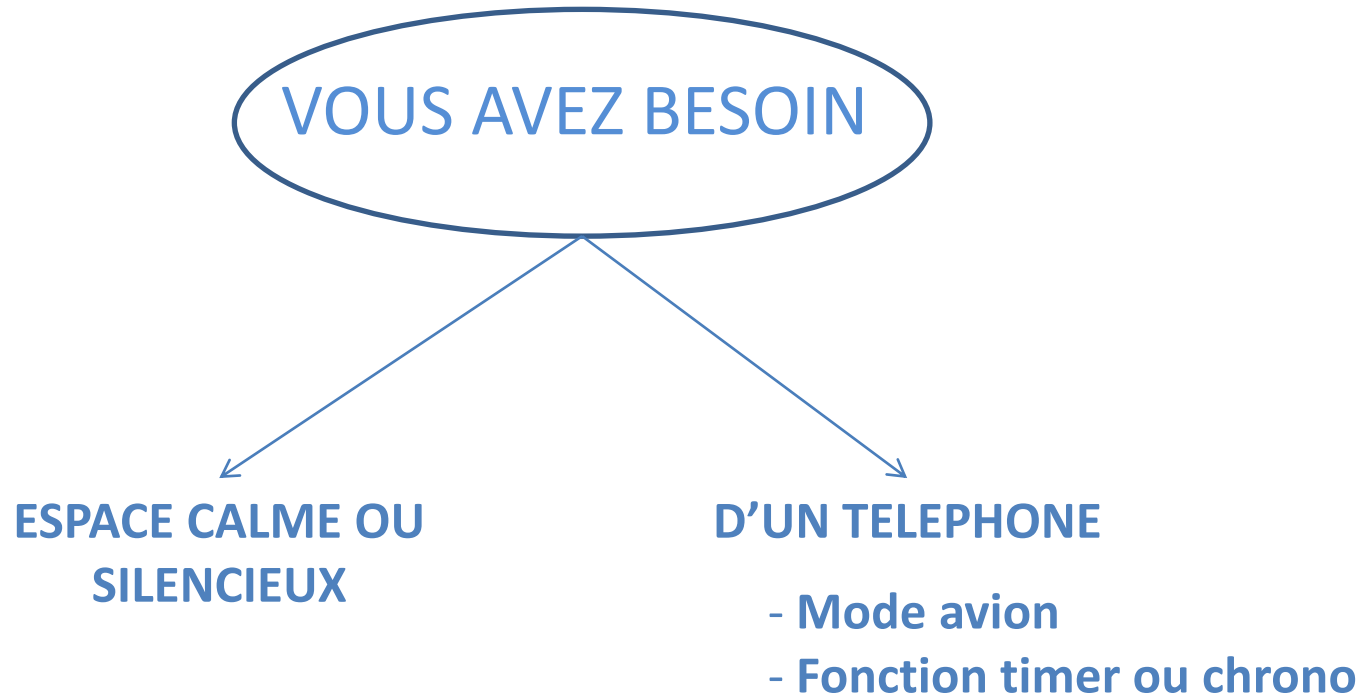 VOUS AVEZ BESOIN
ESPACE CALME OU
SILENCIEUX
D’UN TELEPHONE
- Mode avion
- Fonction timer ou chrono